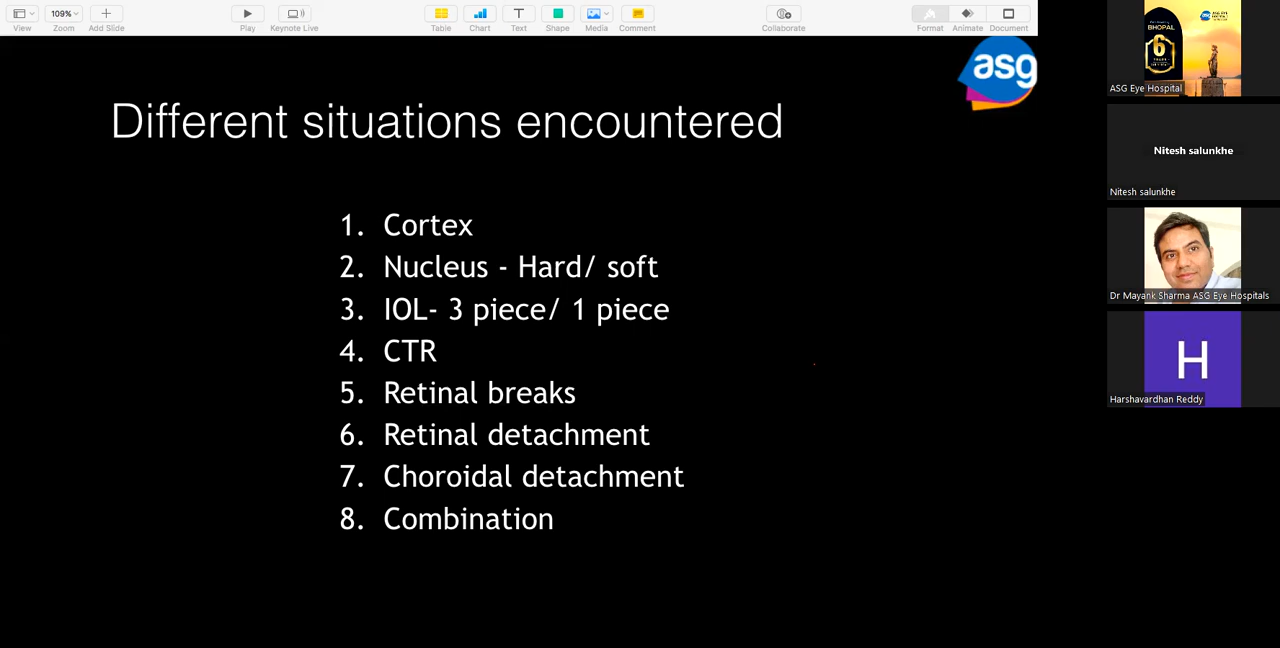 109%
View
Zoom
Add Slide
Play
Keynote Live
Table
Chart
Text
Shape
Media
Comment
Collaborate
Format
Animate
Document
asg
Different situations encountered
1. Cortex
2. Nucleus - Hard/ soft
3. IOL- 3 piece/ 1 piece
4. CTR
5. Retinal breaks
6. Retinal detachment
7. Choroidal detachment
8. Combination
BHOPAL
6
ASG Eye Hospital
Nitesh salunkhe
Nitesh salunkhe
Dr Mayank Sharma ASG Eye Hospitals
H
Harshavardhan Reddy